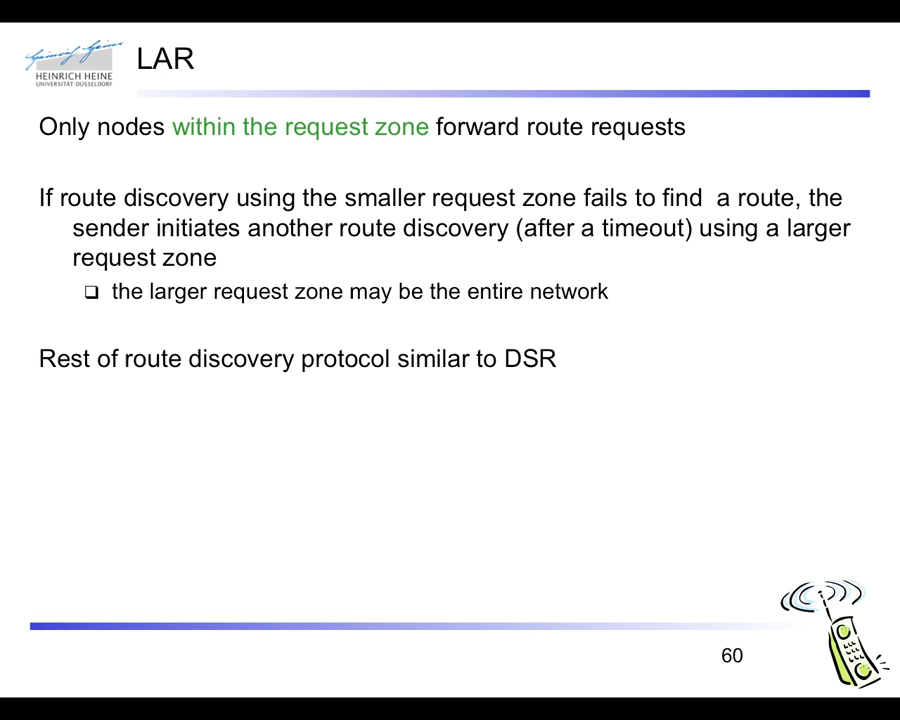 Heinrich Heine
HEINRICH HEINE
UNIVERSITÄT DÜSSELDORF
LAR
Only nodes within the request zone forward route requests
If route discovery using the smaller request zone fails to find a route, the
sender initiates another route discovery (after a timeout) using a larger
request zone
❑ the larger request zone may be the entire network
Rest of route discovery protocol similar to DSR
60